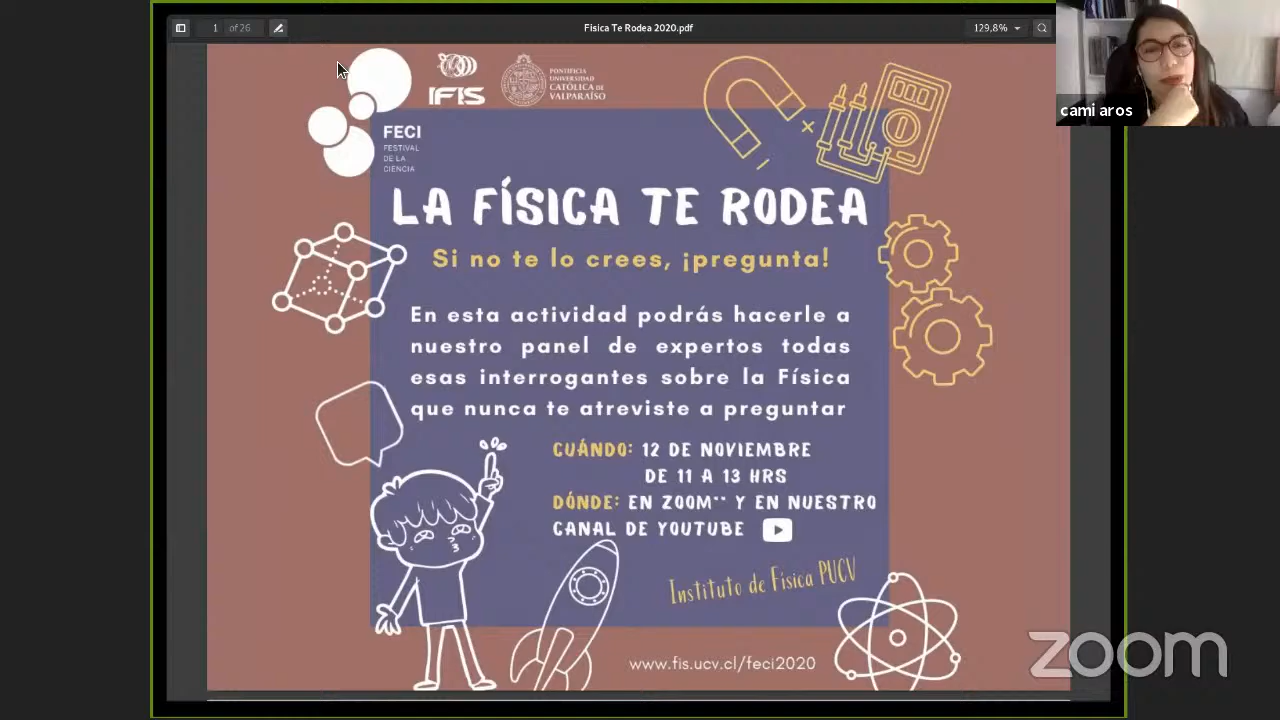 1 of 26
Física Te Rodea 2020.pdf
129,8%
cami aros
IFIS
PONTIFICIA
UNIVERSIDAD
CATÓLICA DE
VALPARAÍSO
FECI
FESTIVAL
DE LA
CIENCIA
LA FÍSICA TE RODEA
Si no te lo crees, ¡pregunta!
En esta actividad podrás hacerle a
nuestro panel de expertos todas
esas interrogantes sobre la Física
que nunca te atreviste a preguntar
CUÁNDO: 12 DE NOVIEMBRE
DE 11 A 13 HRS
DÓNDE: EN ZOOM** Y EN NUESTRO
CANAL DE YOUTUBE
Instituto de Física PUCV
www.fis.ucv.cl/feci2020
zoom